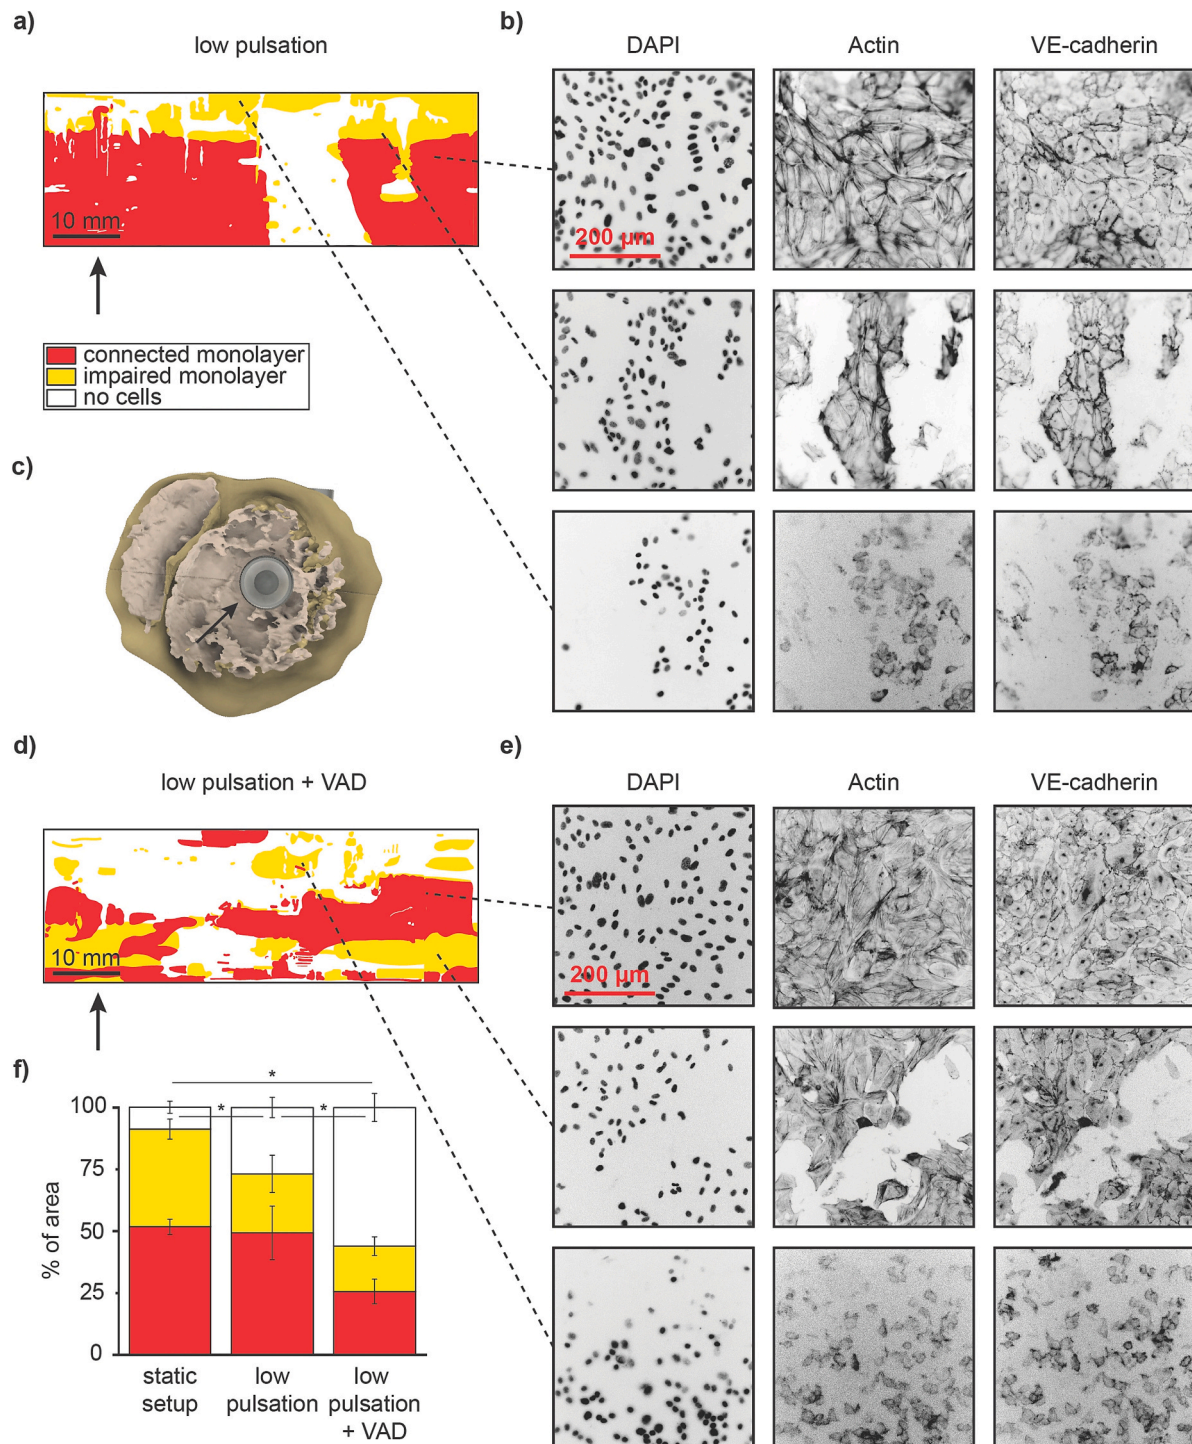 a)
low pulsation
10 mm
connected monolayer
impaired monolayer
no cells
b)
DAPI
Actin
VE-cadherin
200 µm
c)
d)
low pulsation + VAD
10 mm
e)
DAPI
Actin
VE-cadherin
200 µm
f)
*
* *
100
75
50
25
0
% of area
static
setup
low
pulsation
low
pulsation
+ VAD